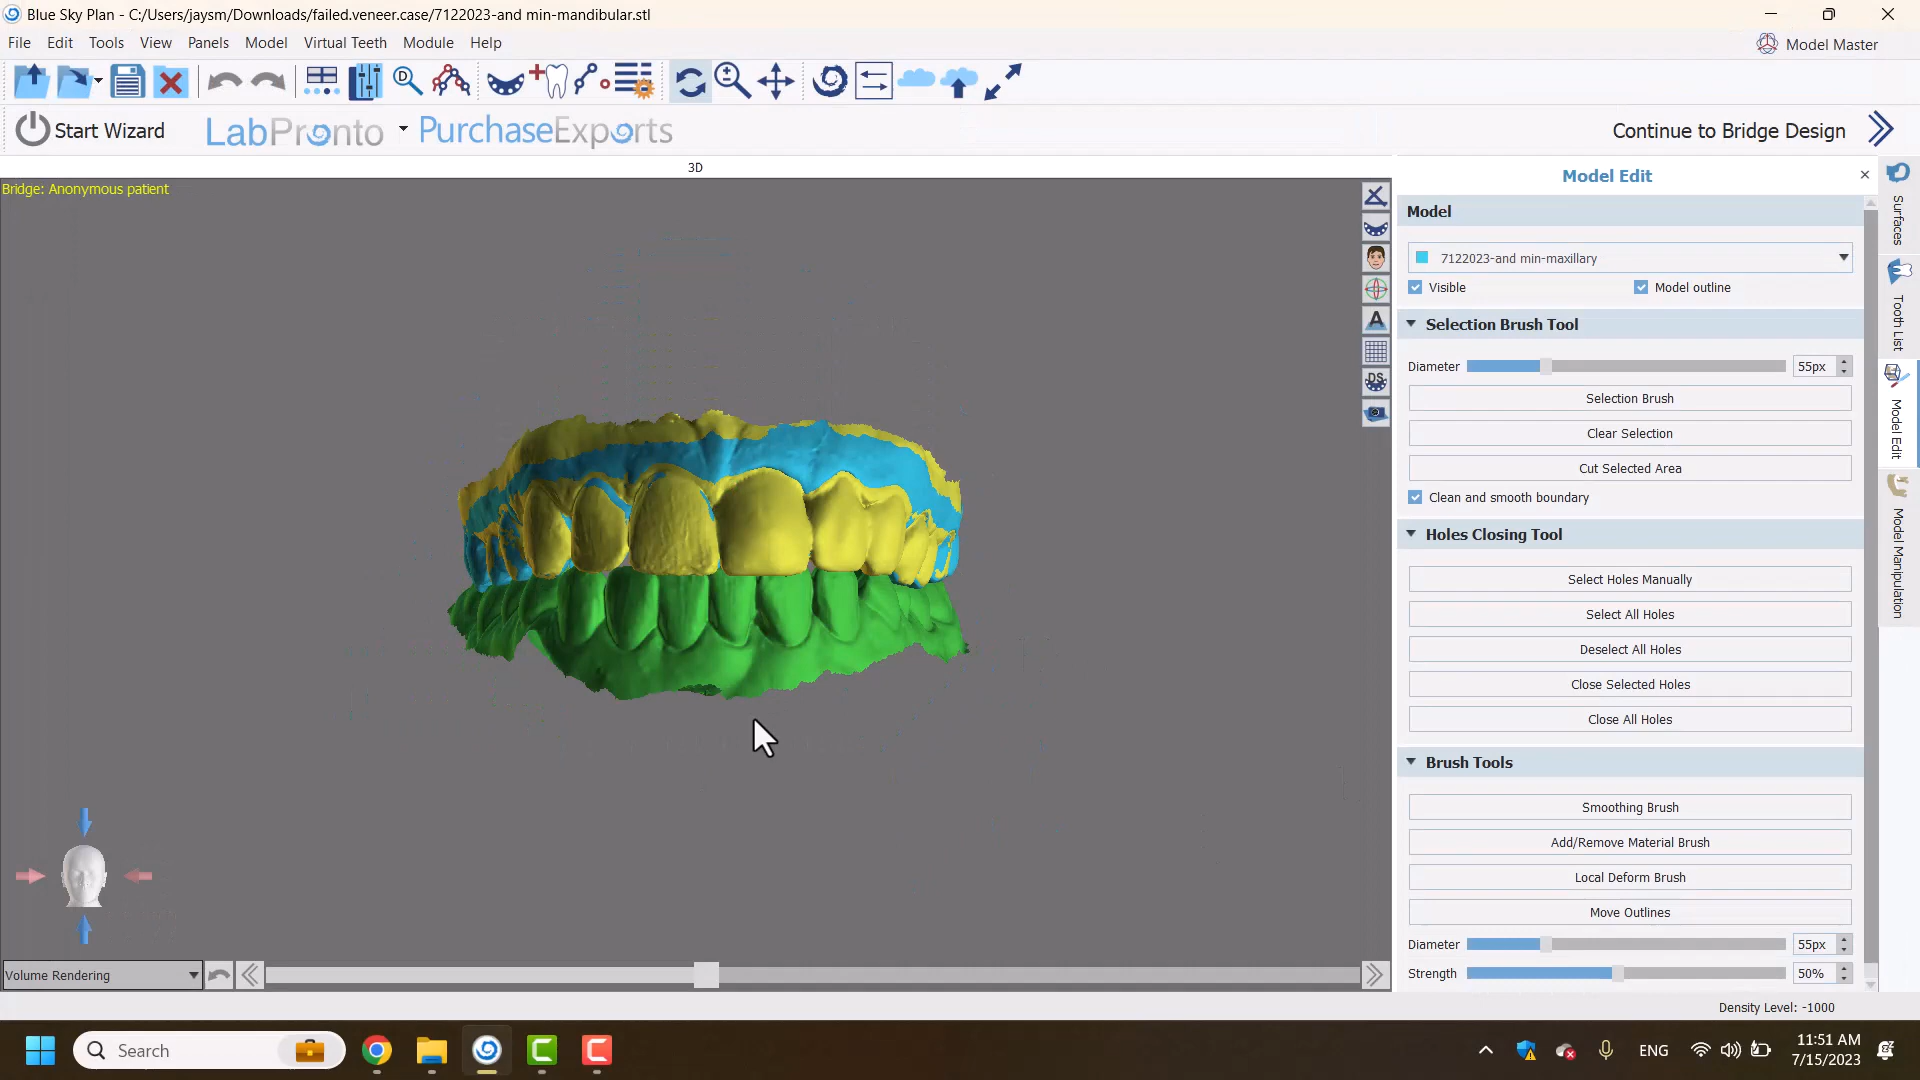 Blue Sky Plan - C:/Users/jaysm/Downloads/failed.veneer.case/7122023-and min-mandibular.stl
File Edit Tools View Panels Model Virtual Teeth Module Help
Model Master
D
Start Wizard LabPronto PurchaseExports Continue to Bridge Design
3D
Bridge: Anonymous patient
A
DS
Model Edit
Model
7122023-and min-maxillary
Visible Model outline
Selection Brush Tool
Diameter 55px
Selection Brush
Clear Selection
Cut Selected Area
Clean and smooth boundary
Holes Closing Tool
Select Holes Manually
Select All Holes
Deselect All Holes
Close Selected Holes
Close All Holes
Brush Tools
Smoothing Brush
Add/Remove Material Brush
Local Deform Brush
Move Outlines
Diameter 55px
Strength 50%
Surfaces
Tooth List
Model Edit
Model Manipulation
Volume Rendering
Density Level: -1000
Search
ENG
11:51 AM
7/15/2023